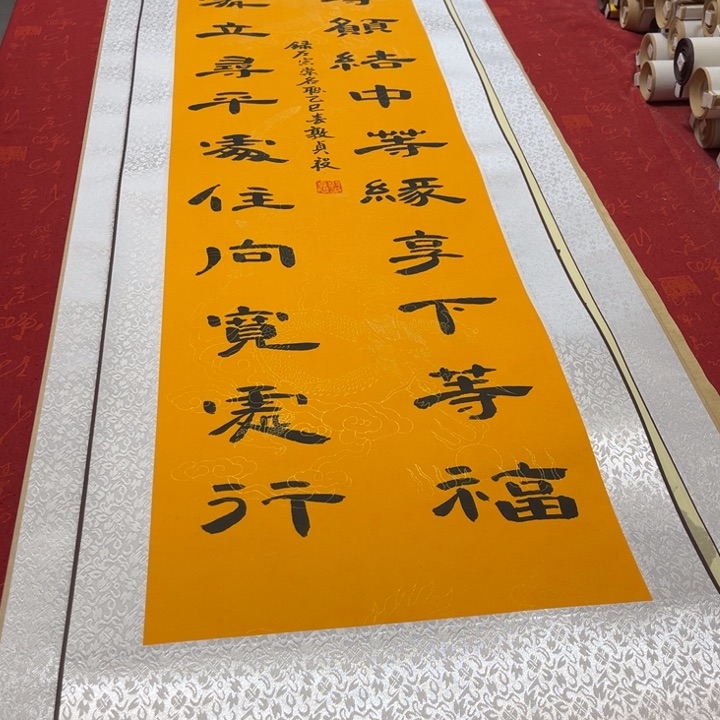 願結中等緣享下等福
立尋平處住向寬處行
錄左宗棠名聯乙巳